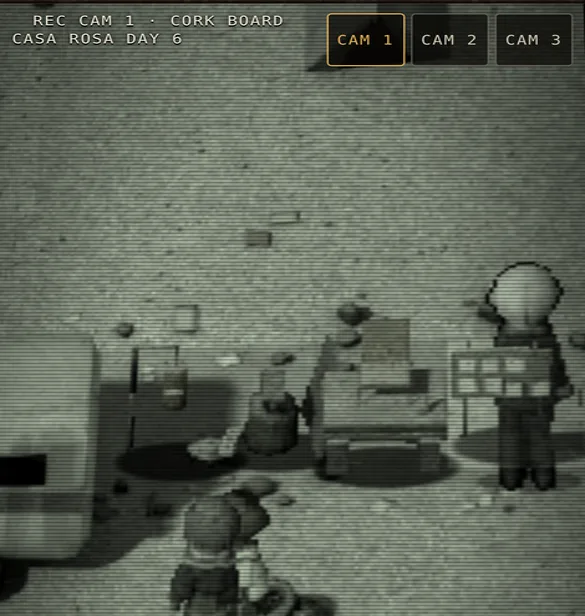 REC CAM 1 · CORK BOARD
CASA ROSA DAY 6
CAM 1
CAM 2
CAM 3